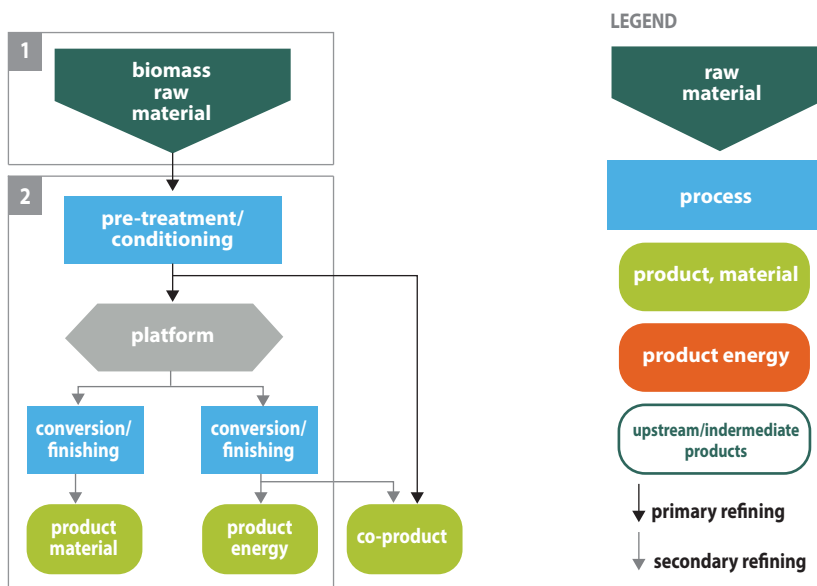 1
biomass
raw
material
2
pre-treatment/
conditioning
platform
conversion/
finishing
conversion/
finishing
product
material
product
energy
co-product
LEGEND
raw
material
process
product, material
product energy
upstream/indermediate
products
primary refining
secondary refining